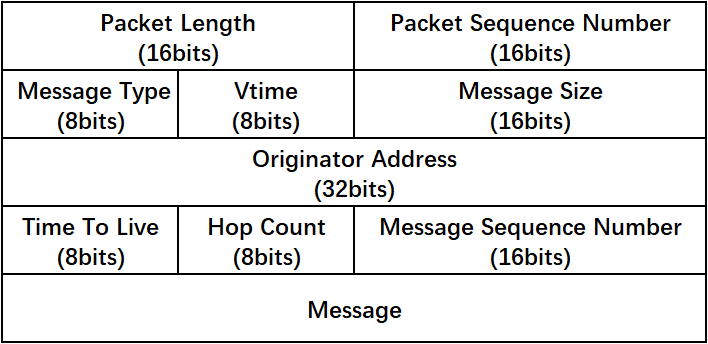 Packet Length
(16bits)
Packet Sequence Number
(16bits)
Message Type
(8bits)
Vtime
(8bits)
Message Size
(16bits)
Originator Address
(32bits)
Time To Live
(8bits)
Hop Count
(8bits)
Message Sequence Number
(16bits)
Message